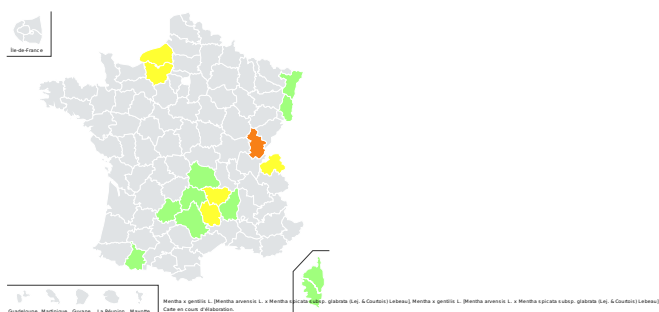 Île-de-France
Guadeloupe Martinique Guyane La Réunion Mayotte
Mentha x gentilis L. [Mentha arvensis L. x Mentha spicata subsp. glabrata (Lej. & Courtois) Lebeau], Mentha x gentilis L. [Mentha arvensis L. x Mentha spicata subsp. glabrata (Lej. & Courtois) Lebeau]
Carte en cours d'élaboration.